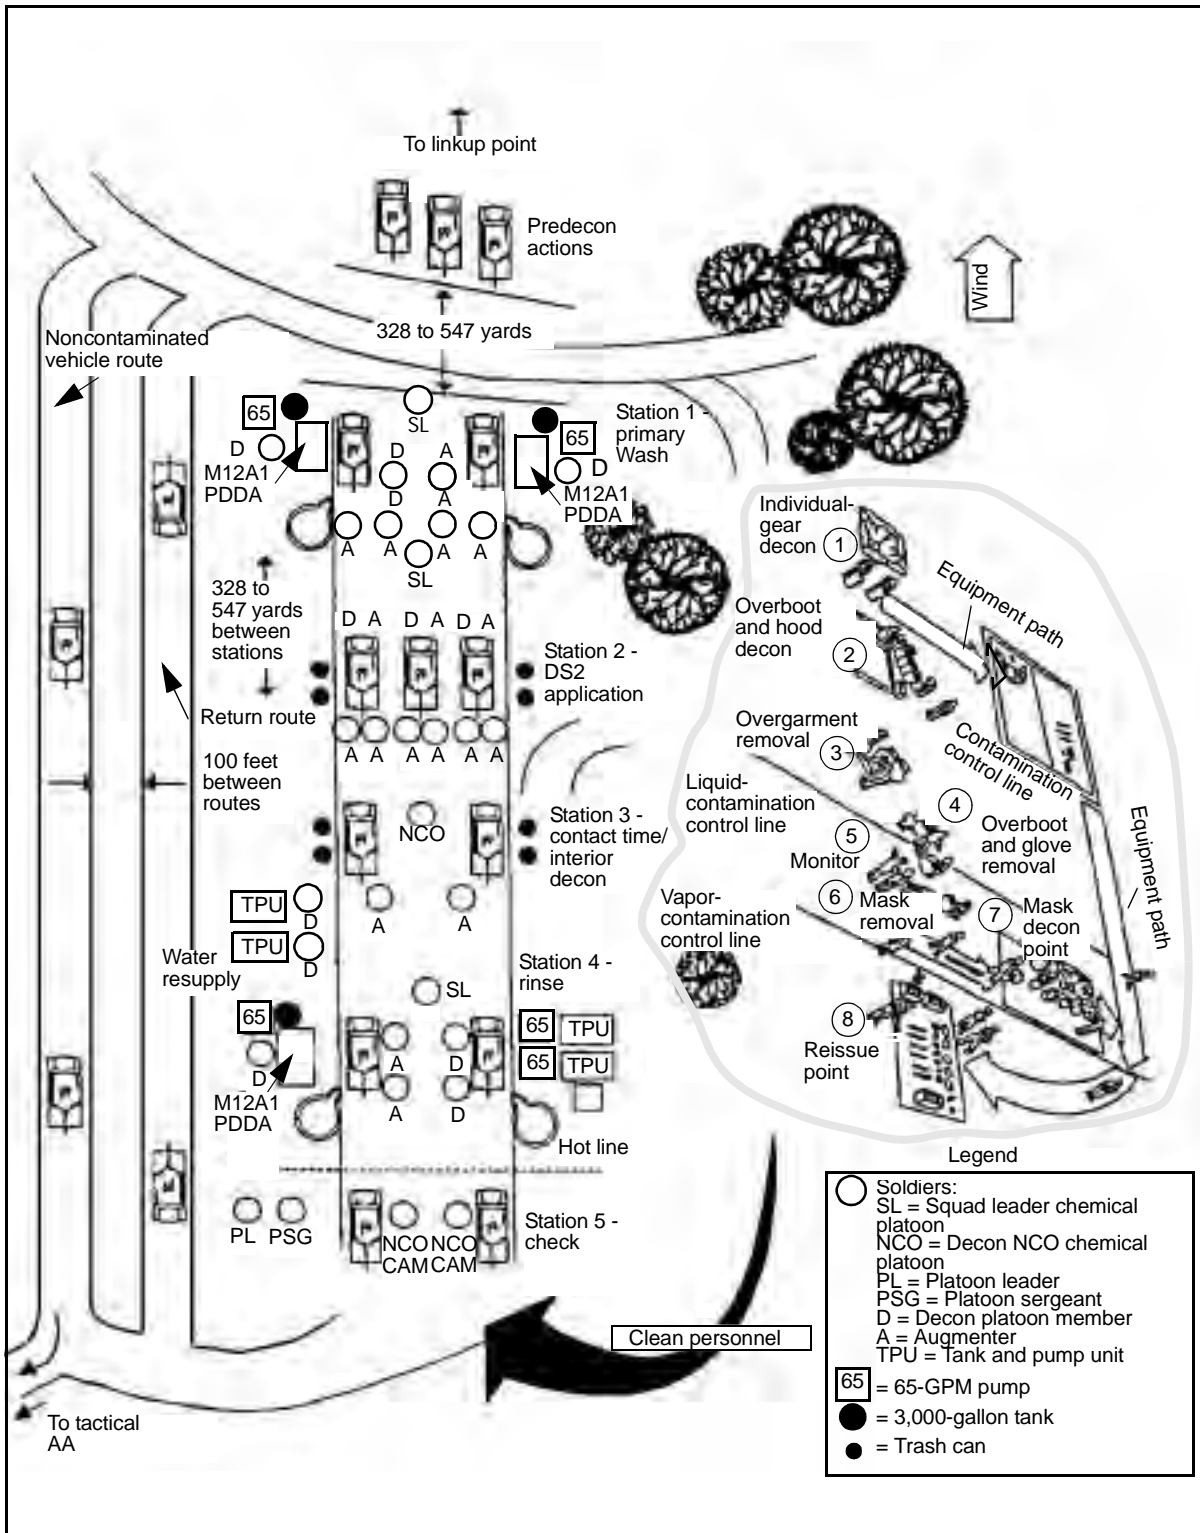 To linkup point
Predecon
actions
Wind
328 to 547 yards
Noncontaminated
vehicle route
65
SL
D
M12A1
PDDA
D
A
D
A
65
D
M12A1
PDDA
Station 1 -
primary
Wash
A
A
A
A
SL
328 to
547 yards
between
stations
D A
D A
D A
Station 2 -
DS2
application
Return route
A
A
A
A
A
A
100 feet
between
routes
NCO
Station 3 -
contact time/
interior
decon
TPU
D
TPU
D
A
A
Water
resupply
SL
Station 4 -
rinse
65
D
M12A1
PDDA
A
D
A
D
65
TPU
65
TPU
Hot line
PL
PSG
NCO
CAM
NCO
CAM
Station 5 -
check
Clean personnel
To tactical
AA
Individual-
gear
decon
1
Equipment path
Overboot
and hood
decon
2
Contamination
control line
Overgarment
removal
3
Liquid-
contamination
control line
4
Overboot
and glove
removal
5
Monitor
Equipment path
6
Mask
removal
7
Mask
decon
point
Vapor-
contamination
control line
8
Reissue
point
Legend
Soldiers:
SL = Squad leader chemical
platoon
NCO = Decon NCO chemical
platoon
PL = Platoon leader
PSG = Platoon sergeant
D = Decon platoon member
A = Augmenter
TPU = Tank and pump unit
65 = 65-GPM pump
= 3,000-gallon tank
= Trash can